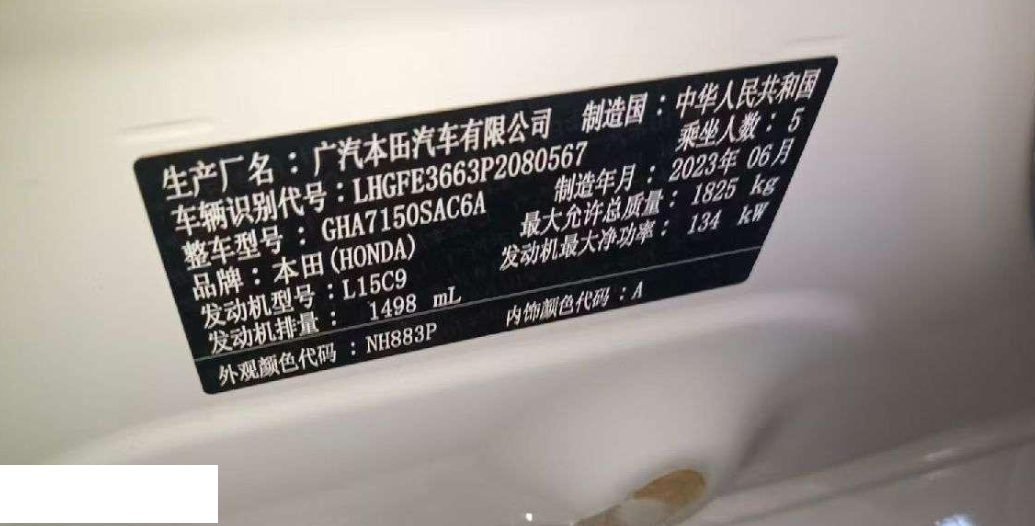 生产厂名：广汽本田汽车有限公司 制造国：中华人民共和国
车辆识别代号：LHGFE3663P2080567 乘坐人数：5
整车型号：GHA7150SAC6A 制造年月：2023年06月
品牌：本田(HONDA) 最大允许总质量：1825 kg
发动机型号：L15C9 发动机最大净功率：134 kW
发动机排量：1498 mL
外观颜色代码：NH883P 内饰颜色代码：A